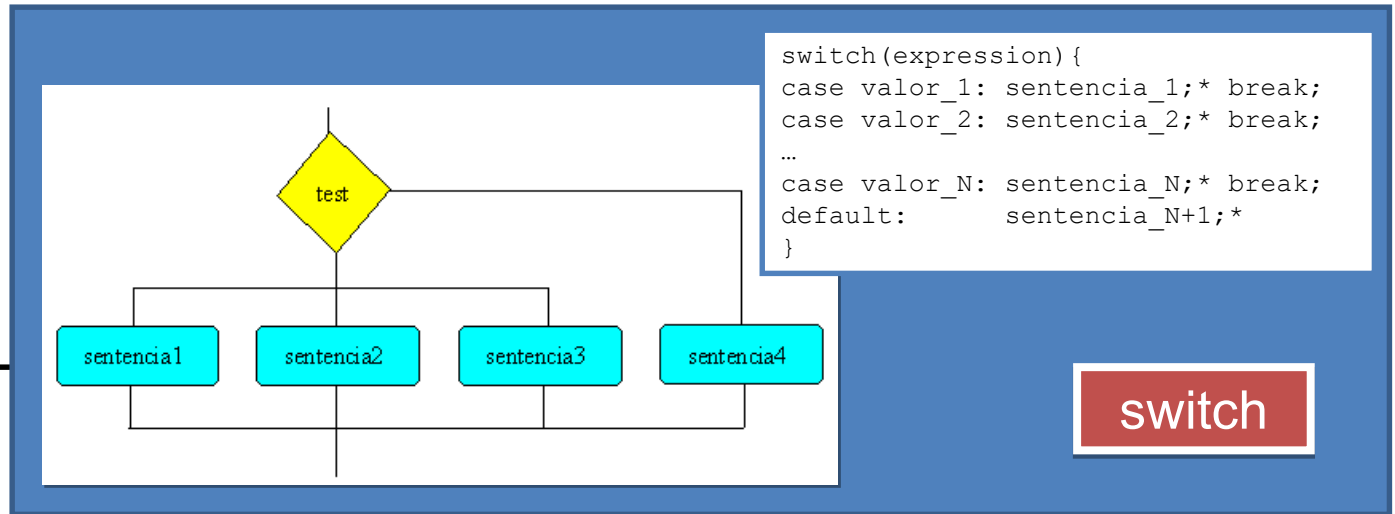 switch(expression){
case valor_1: sentencia_1;* break;
case valor_2: sentencia_2;* break;
…
case valor_N: sentencia_N;* break;
default:      sentencia_N+1;*
}
test
sentencia1
sentencia2
sentencia3
sentencia4
switch